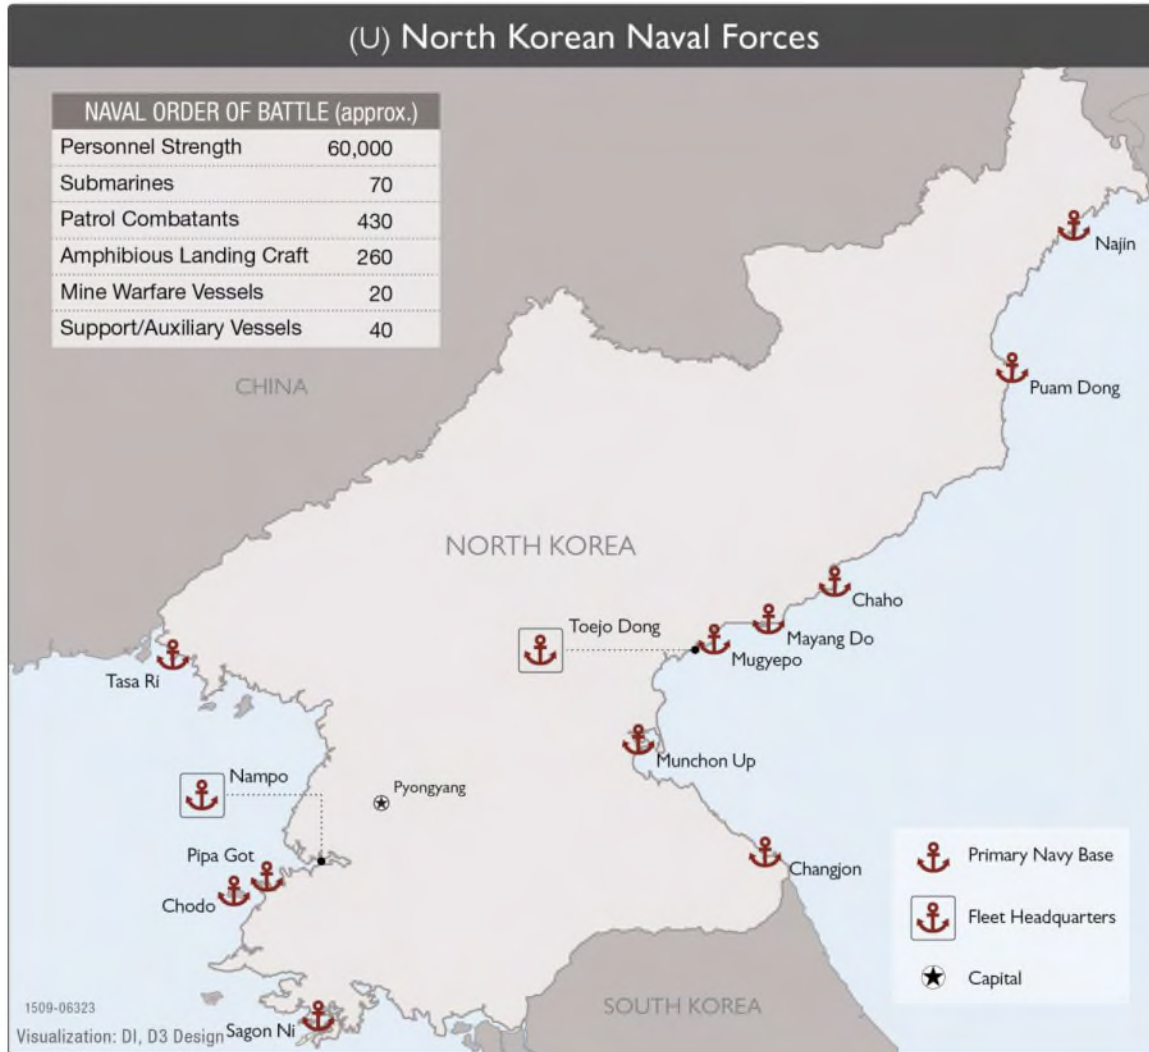 (U) North Korean Naval Forces
NAVAL ORDER OF BATTLE (approx.)
Personnel Strength 60,000
Submarines 70
Patrol Combatants 430
Amphibious Landing Craft 260
Mine Warfare Vessels 20
Support/Auxiliary Vessels 40
CHINA
Najin
Puam Dong
NORTH KOREA
Chaho
Toejo Dong
Mayang Do
Mugyepo
Tasa Ri
Munchon Up
Nampo
Pyongyang
Pipa Got
Chodo
Changjon
Primary Navy Base
Fleet Headquarters
Capital
SOUTH KOREA
1509-06323
Visualization: DI, D3 Design
Sagon Ni